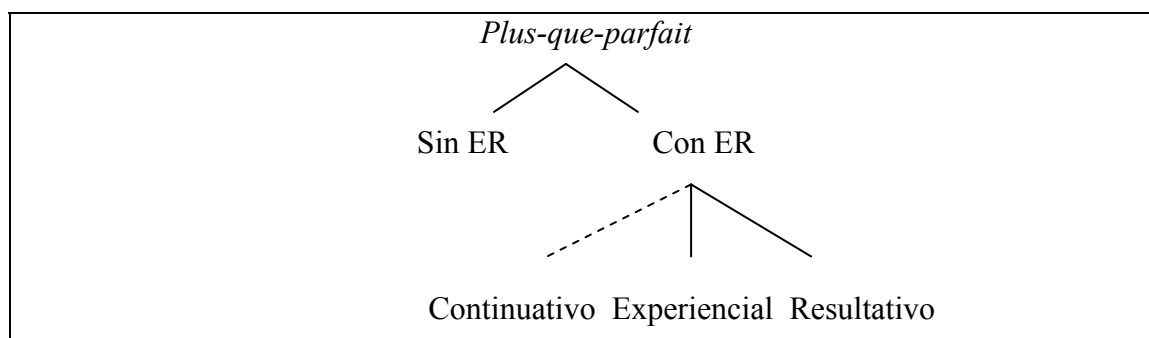 Plus-que-parfait
Sin ER Con ER
Continuativo Experiencial Resultativo